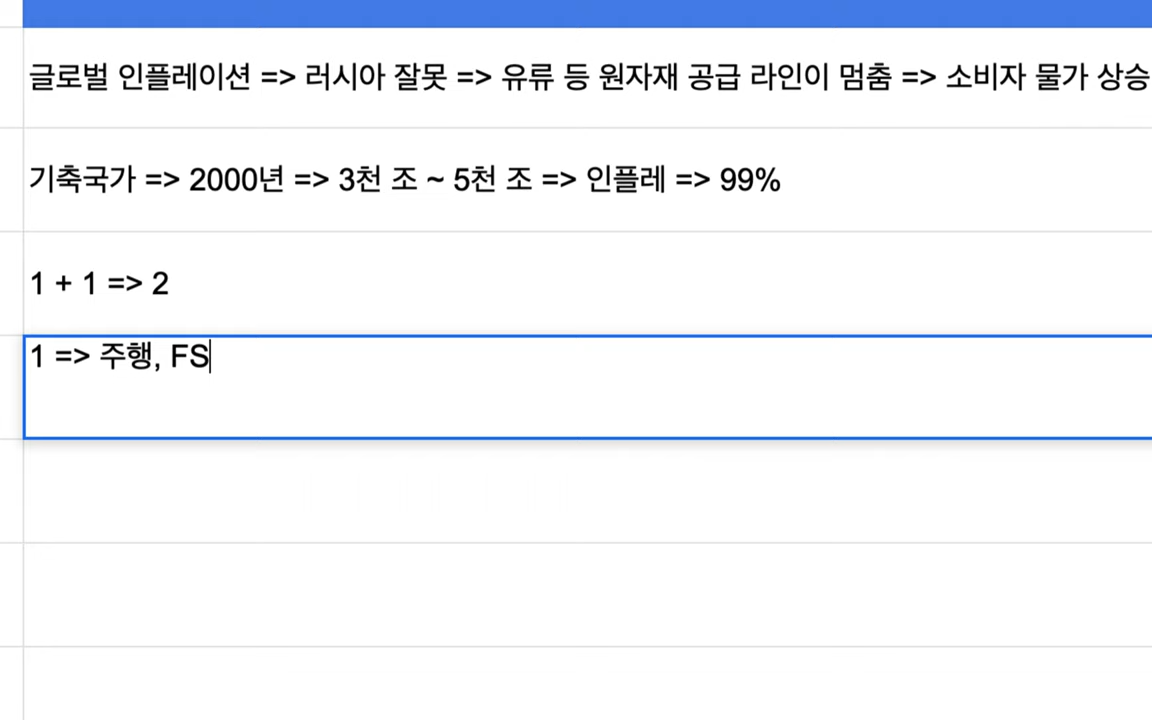 글로벌 인플레이션 => 러시아 잘못 => 유류 등 원자재 공급 라인이 멈춤 => 소비자 물가 상승
기축국가 => 2000년 => 3천 조 ~ 5천 조 => 인플레 => 99%
1 + 1 => 2
1 => 주행, FS